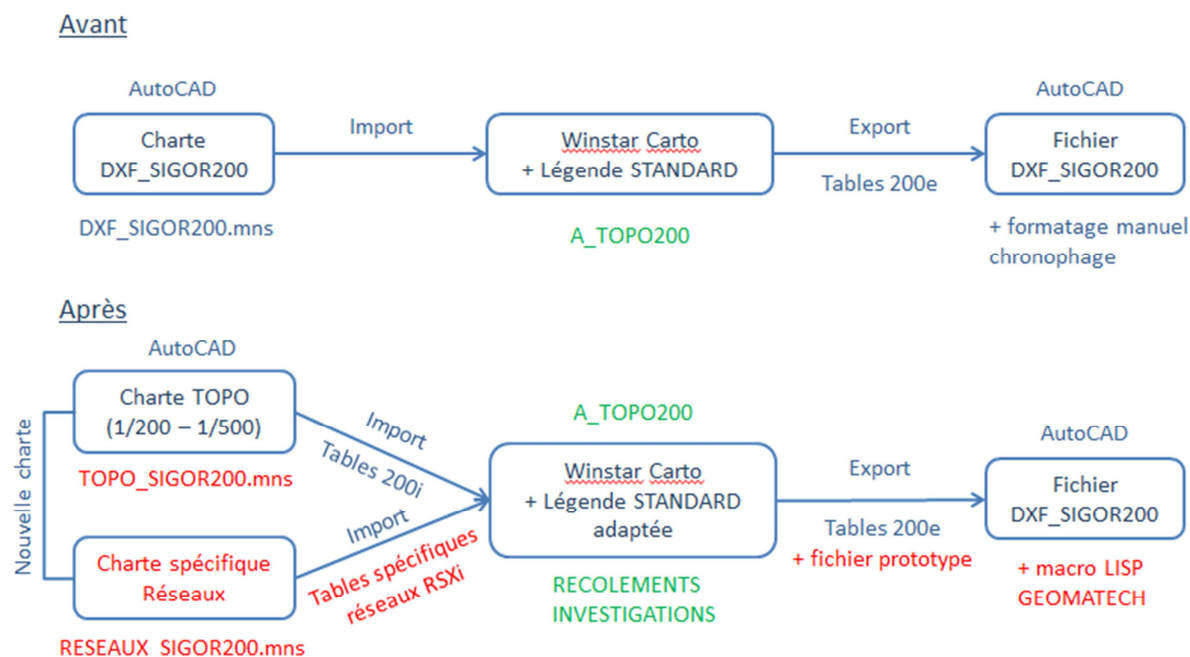 Avant
AutoCAD
Charte
DXF_SIGOR200
DXF_SIGOR200.mns
Import
Winstar Carto
+ Légende STANDARD
A_TOPO200
Export
Tables 200e
AutoCAD
Fichier
DXF_SIGOR200
+ formatage manuel
chronophage
Après
Nouvelle charte
AutoCAD
Charte TOPO
(1/200 – 1/500)
TOPO_SIGOR200.mns
Charte spécifique
Réseaux
RESEAUX_SIGOR200.mns
Import
Tables 200i
Import
Tables spécifiques
réseaux RSXi
A_TOPO200
Winstar Carto
+ Légende STANDARD
adaptée
RECOLEMENTS
INVESTIGATIONS
Export
Tables 200e
+ fichier prototype
AutoCAD
Fichier
DXF_SIGOR200
+ macro LISP
GEOMATECH